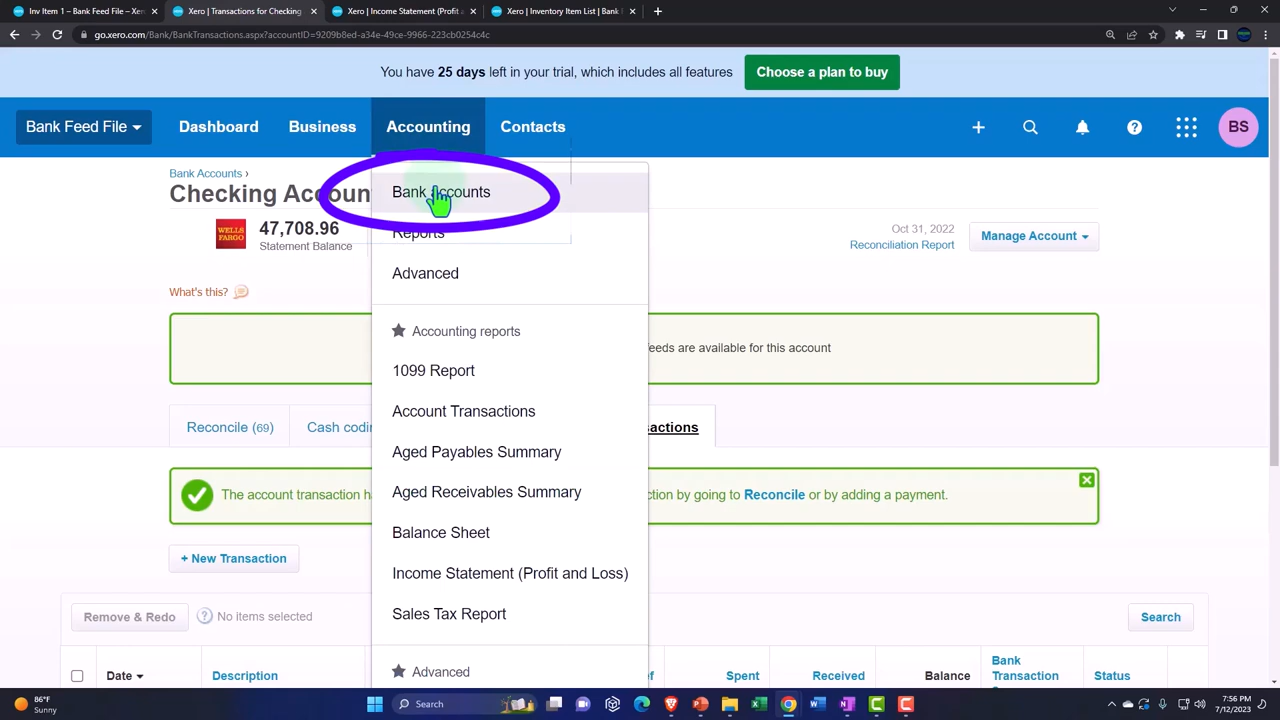 Inv Item 1 – Bank Feed File – Xer
Xero Transactions for Checking
Xero Income Statement (Profit a
Xero Inventory Item List | Bank
go.xero.com/Bank/BankTransactions.aspx?accountID=9209b8ed-a34e-49ce-9966-223cb0254c4c
You have 25 days left in your trial, which includes all features
Choose a plan to buy
Bank Feed File
Dashboard
Business
Accounting
Contacts
BS
Bank Accounts ›
Checking Accoun
Bank Accounts
WELLS
FARGO
47,708.96
Statement Balance
Reports
Oct 31, 2022
Reconciliation Report
Manage Account
Advanced
What's this?
Accounting reports
feeds are available for this account
1099 Report
Account Transactions
Reconcile (69)
Cash codin
sactions
Aged Payables Summary
Aged Receivables Summary
The account transaction h
ction by going to Reconcile or by adding a payment.
Balance Sheet
+ New Transaction
Income Statement (Profit and Loss)
Sales Tax Report
Remove & Redo
No items selected
Search
Advanced
Date
Description
ef
Spent
Received
Balance
Bank
Transaction
Status
86°F
Sunny
Search
7:56 PM
7/12/2023